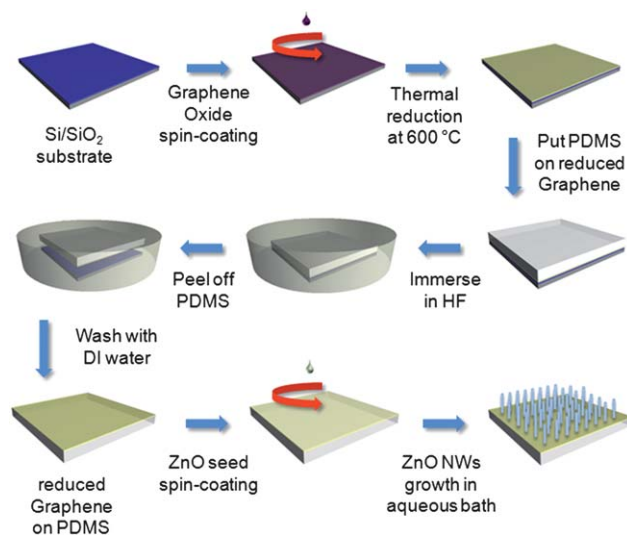 Si/SiO₂
substrate
Graphene
Oxide
spin-coating
Thermal
reduction
at 600 °C
Put PDMS
on reduced
Graphene
Immerse
in HF
Peel off
PDMS
Wash with
DI water
reduced
Graphene
on PDMS
ZnO seed
spin-coating
ZnO NWs
growth in
aqueous bath